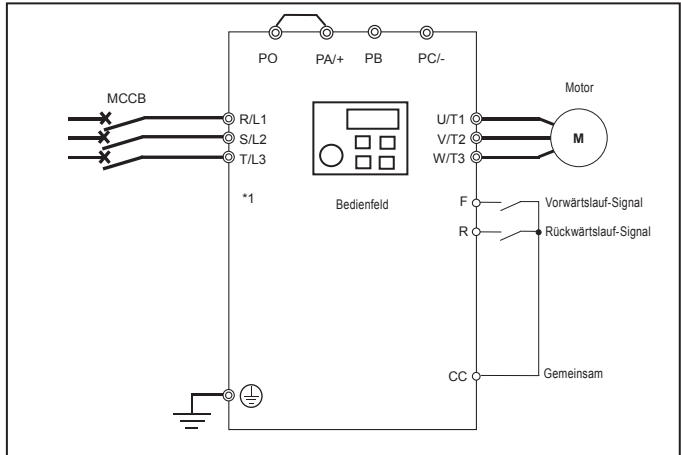 PO PA/+ PB PC/-
MCCB
Motor
R/L1
S/L2
T/L3
U/T1
V/T2
W/T3
M
*1
Bedienfeld
F
Vorwärtslauf-Signal
R
Rückwärtslauf-Signal
CC
Gemeinsam